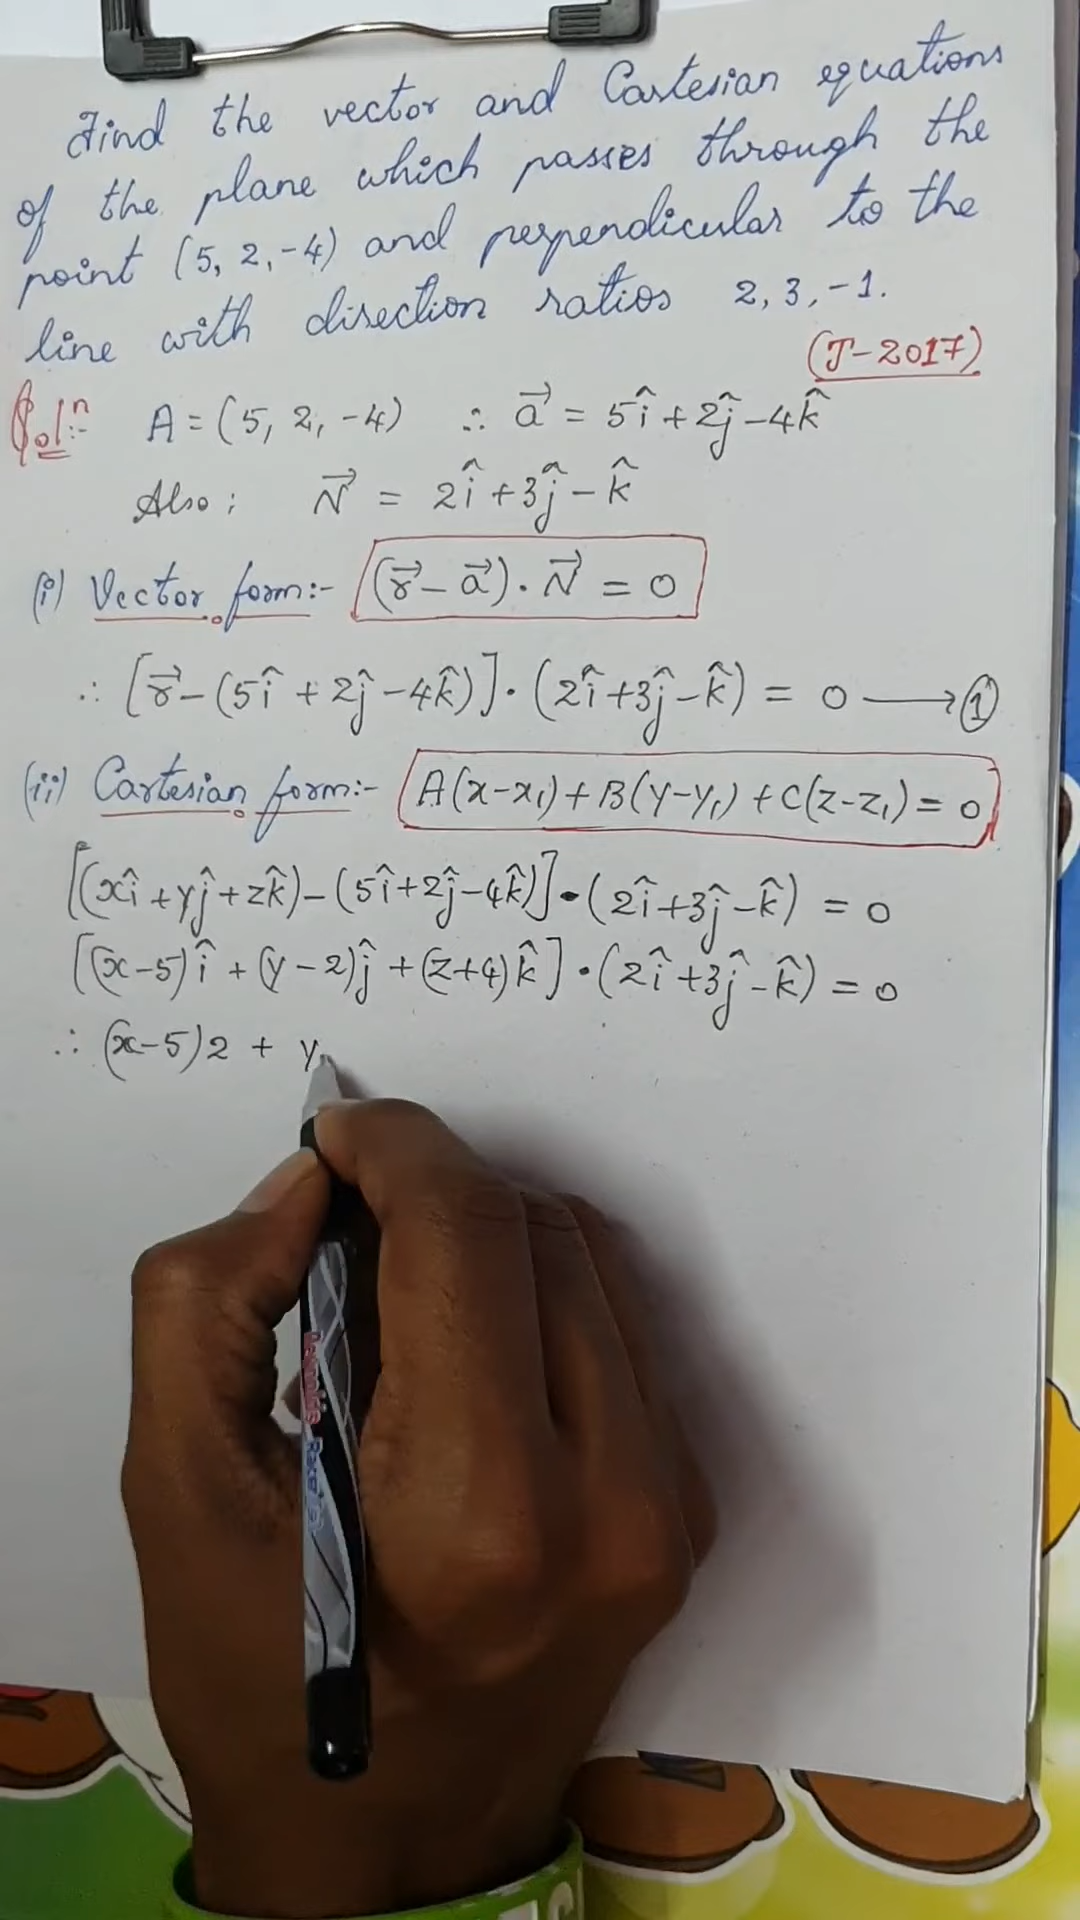 Find the vector and Cartesian equations
of the plane which passes through the
point (5, 2, -4) and perpendicular to the
line with direction ratios 2, 3, -1.
(J-2017)
Solⁿ:- A = (5, 2, -4) ∴ a⃗ = 5î + 2ĵ - 4k̂
Also: N⃗ = 2î + 3ĵ - k̂
(i) Vector form:- (r⃗ - a⃗) · N⃗ = 0
∴ [r⃗ - (5î + 2ĵ - 4k̂)] · (2î + 3ĵ - k̂) = 0 ⟶ ①
(ii) Cartesian form:- A(x-x₁) + B(y-y₁) + C(z-z₁) = 0
[(xî + yĵ + zk̂) - (5î + 2ĵ - 4k̂)] · (2î + 3ĵ - k̂) = 0
[(x-5)î + (y-2)ĵ + (z+4)k̂] · (2î + 3ĵ - k̂) = 0
∴ (x-5)2 + y
Reynolds Racer